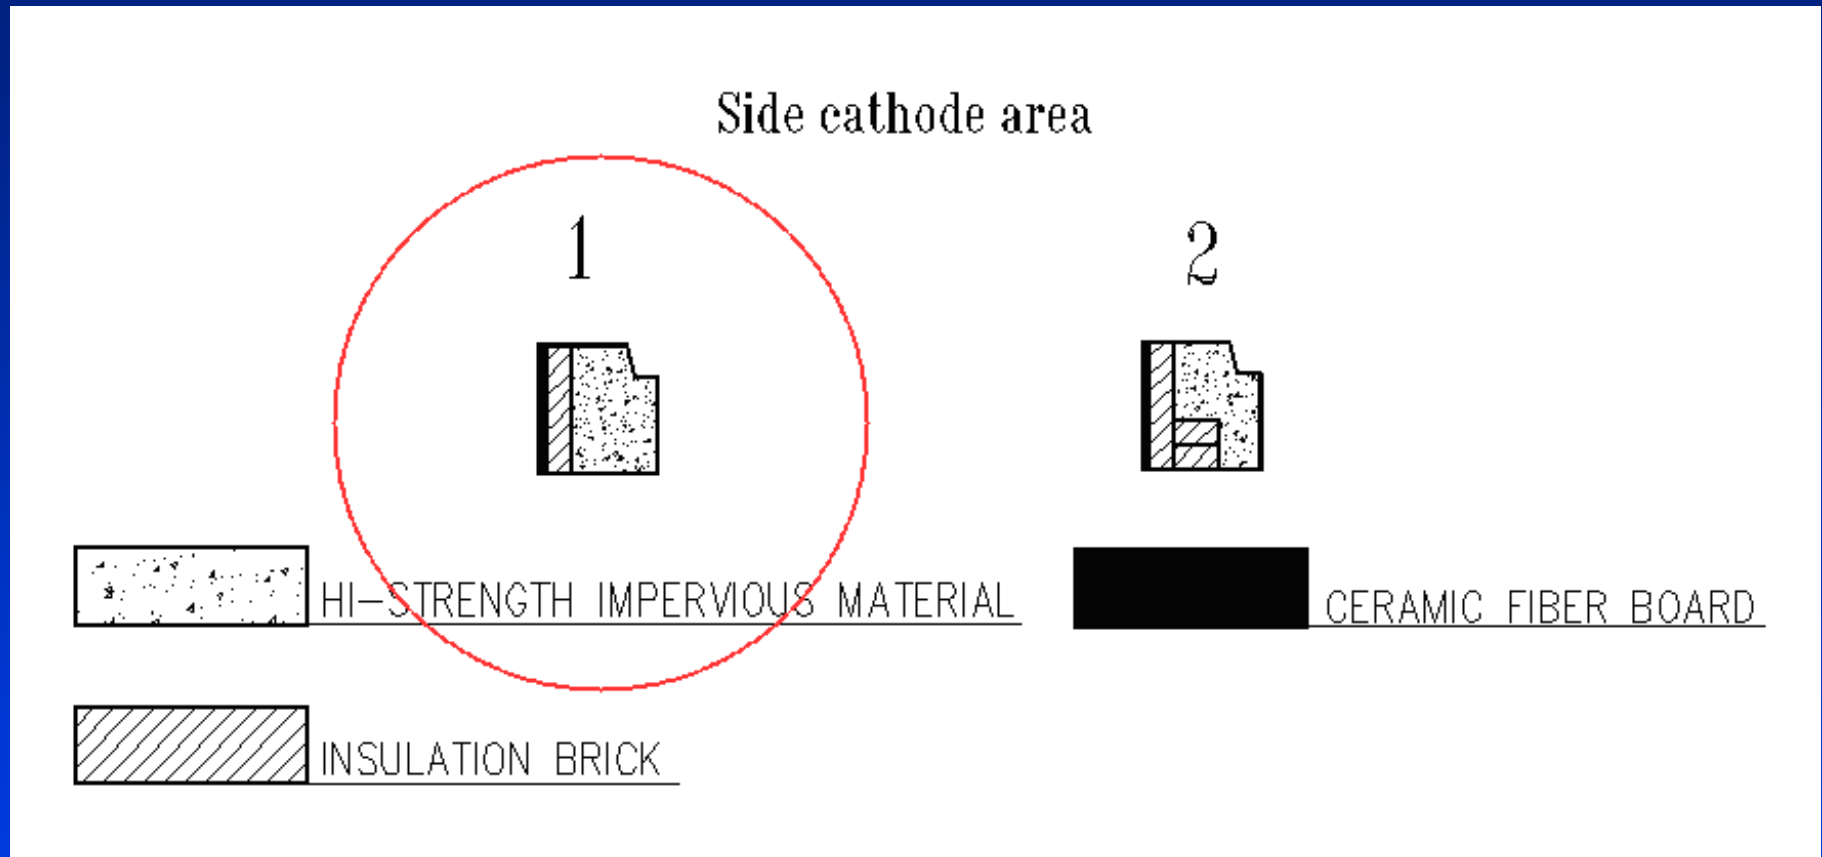 Side cathode area
1
2
HI-STRENGTH IMPERVIOUS MATERIAL
CERAMIC FIBER BOARD
INSULATION BRICK